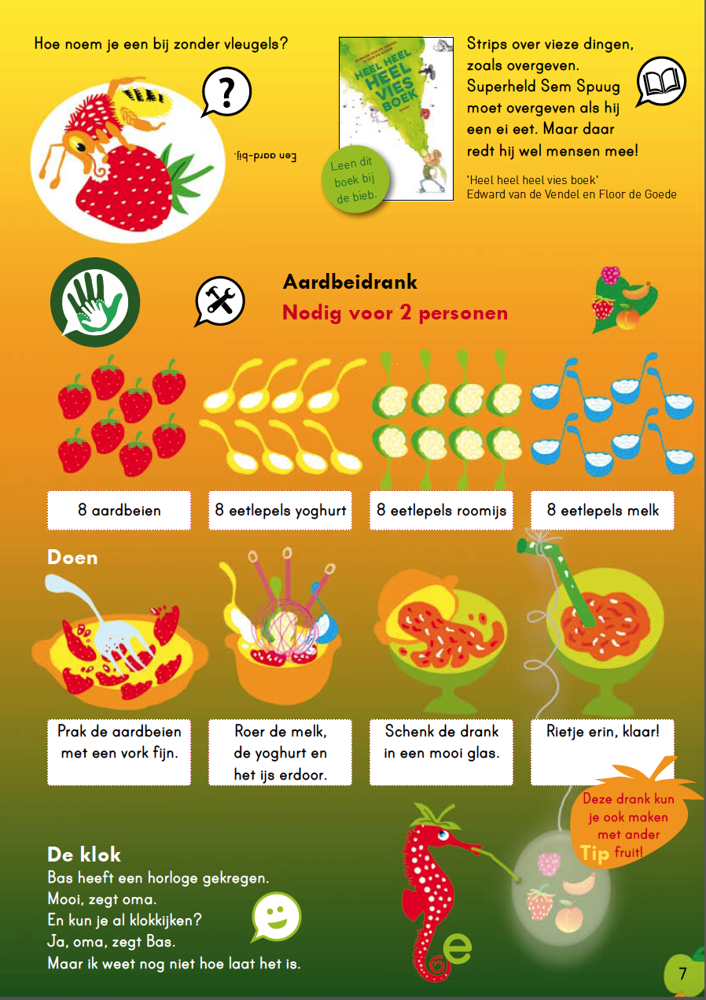 Hoe noem je een bij zonder vleugels?
?
Een aard-bij.
EDWARD VAN DE VENDEL
FLOOR DE GOEDE
HEEL HEEL
HEEL
VIES
BOEK
Leen dit
boek bij
de bieb.
Strips over vieze dingen,
zoals overgeven.
Superheld Sem Spuug
moet overgeven als hij
een ei eet. Maar daar
redt hij wel mensen mee!
'Heel heel heel vies boek'
Edward van de Vendel en Floor de Goede
Aardbeidrank
Nodig voor 2 personen
8 aardbeien
8 eetlepels yoghurt
8 eetlepels roomijs
8 eetlepels melk
Doen
Prak de aardbeien
met een vork fijn.
Roer de melk,
de yoghurt en
het ijs erdoor.
Schenk de drank
in een mooi glas.
Rietje erin, klaar!
Deze drank kun
je ook maken
met ander
Tip fruit!
De klok
Bas heeft een horloge gekregen.
Mooi, zegt oma.
En kun je al klokkijken?
Ja, oma, zegt Bas.
Maar ik weet nog niet hoe laat het is.
e
7